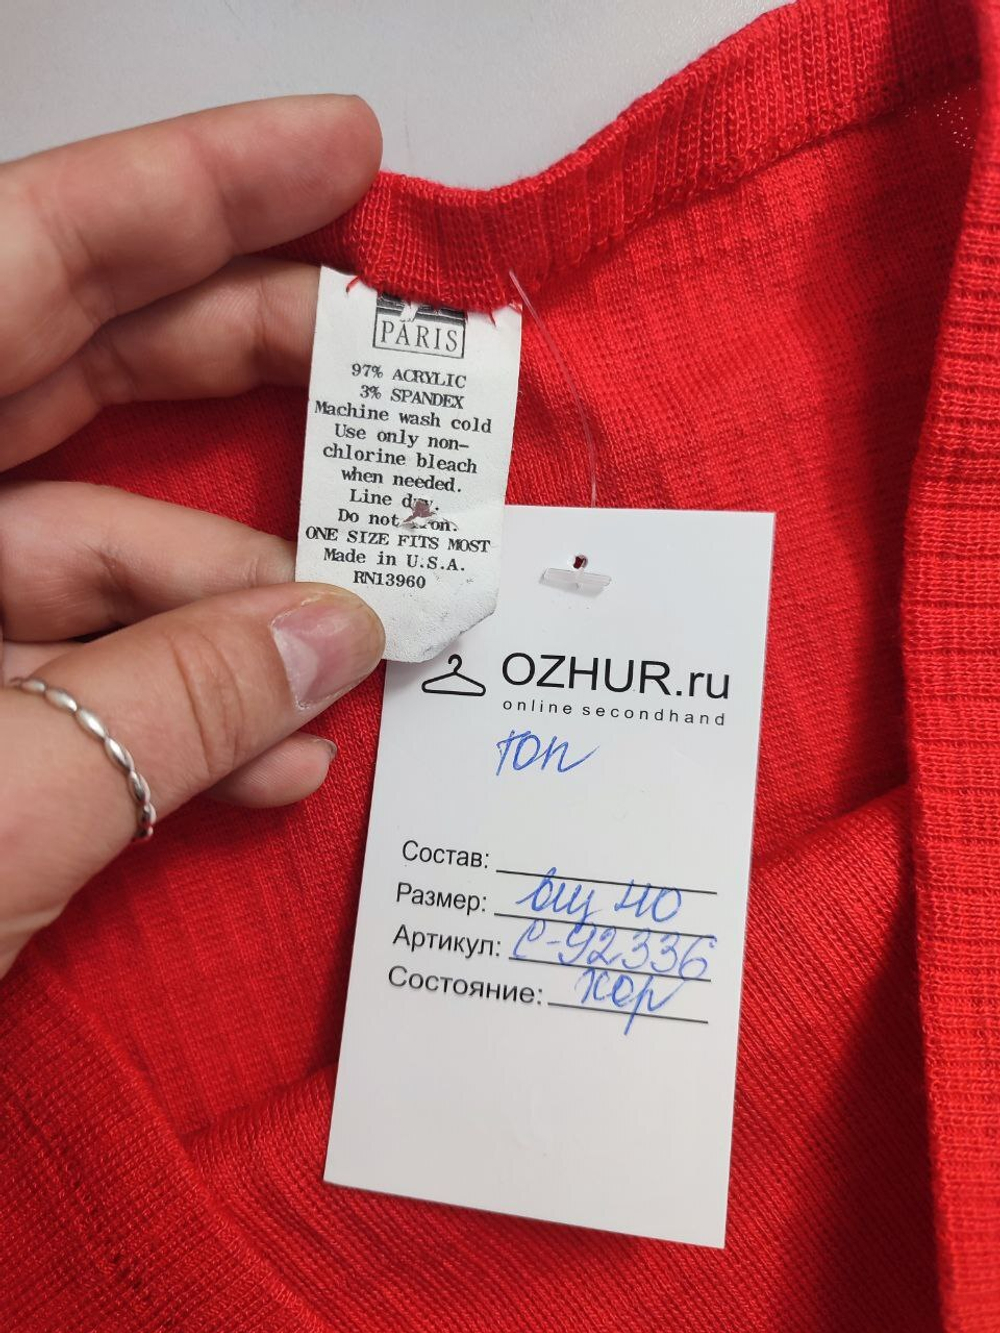 PARIS
97% ACRYLIC
3% SPANDEX
Machine wash cold
Use only non-
chlorine bleach
when needed.
Line dry.
Do not iron.
ONE SIZE FITS MOST
Made in U.S.A.
RN13960
OZHUR.ru
online secondhand
топ
Состав:
Размер: 40
Артикул: С-92336
Состояние: хор